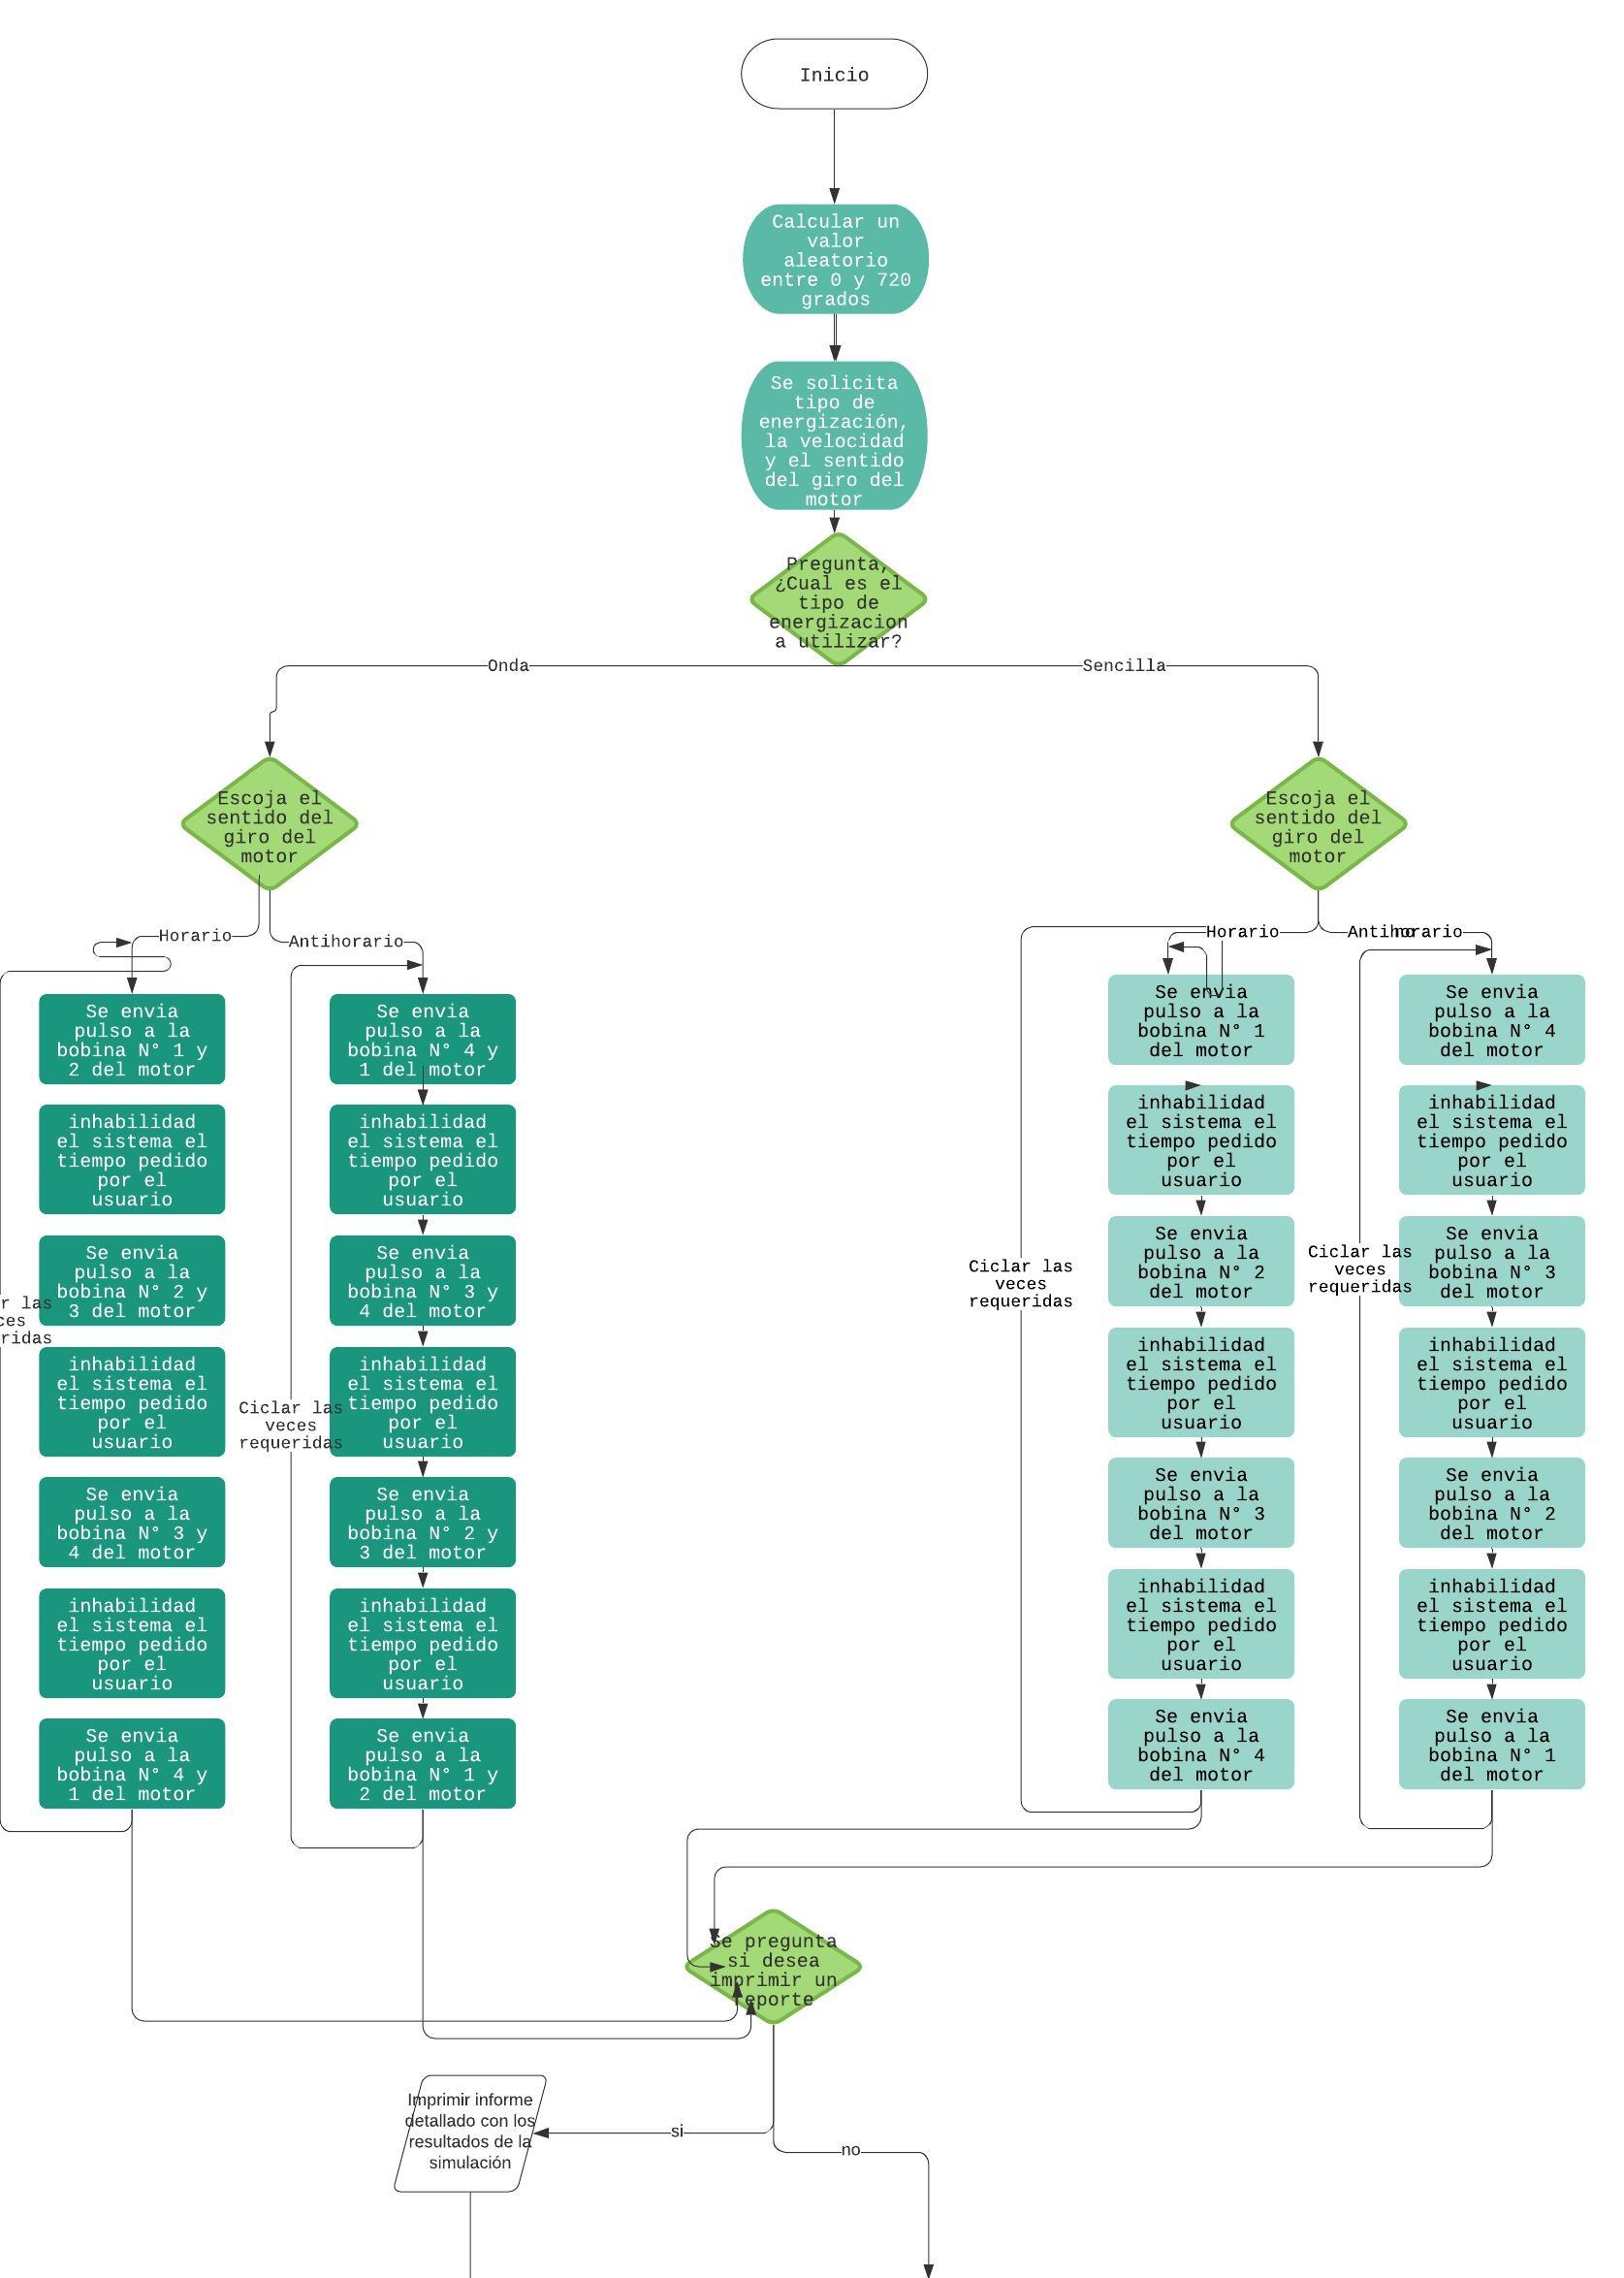 Inicio
Calcular un
valor
aleatorio
entre 0 y 720
grados
Se solicita
tipo de
energización,
la velocidad
y el sentido
del giro del
motor
Pregunta,
¿Cual es el
tipo de
energizacion
a utilizar?
Onda
Sencilla
Escoja el
sentido del
giro del
motor
Horario
Antihorario
Se envia
pulso a la
bobina N° 1 y
2 del motor
inhabilidad
el sistema el
tiempo pedido
por el
usuario
Se envia
pulso a la
bobina N° 2 y
3 del motor
inhabilidad
el sistema el
tiempo pedido
por el
usuario
Se envia
pulso a la
bobina N° 3 y
4 del motor
inhabilidad
el sistema el
tiempo pedido
por el
usuario
Se envia
pulso a la
bobina N° 4 y
1 del motor
las
Se envia
pulso a la
bobina N° 4 y
1 del motor
inhabilidad
el sistema el
tiempo pedido
por el
usuario
Se envia
pulso a la
bobina N° 3 y
4 del motor
inhabilidad
el sistema el
tiempo pedido
por el
usuario
Se envia
pulso a la
bobina N° 2 y
3 del motor
inhabilidad
el sistema el
tiempo pedido
por el
usuario
Se envia
pulso a la
bobina N° 1 y
2 del motor
Ciclar las
veces
requeridas
Escoja el
sentido del
giro del
motor
Horario
Antihorario
Se envia
pulso a la
bobina N° 1
del motor
inhabilidad
el sistema el
tiempo pedido
por el
usuario
Se envia
pulso a la
bobina N° 2
del motor
inhabilidad
el sistema el
tiempo pedido
por el
usuario
Se envia
pulso a la
bobina N° 3
del motor
inhabilidad
el sistema el
tiempo pedido
por el
usuario
Se envia
pulso a la
bobina N° 4
del motor
Ciclar las
veces
requeridas
Se envia
pulso a la
bobina N° 4
del motor
inhabilidad
el sistema el
tiempo pedido
por el
usuario
Se envia
pulso a la
bobina N° 3
del motor
inhabilidad
el sistema el
tiempo pedido
por el
usuario
Se envia
pulso a la
bobina N° 2
del motor
inhabilidad
el sistema el
tiempo pedido
por el
usuario
Se envia
pulso a la
bobina N° 1
del motor
Ciclar las
veces
requeridas
Se pregunta
si desea
imprimir un
reporte
si
no
Imprimir informe
detallado con los
resultados de la
simulación